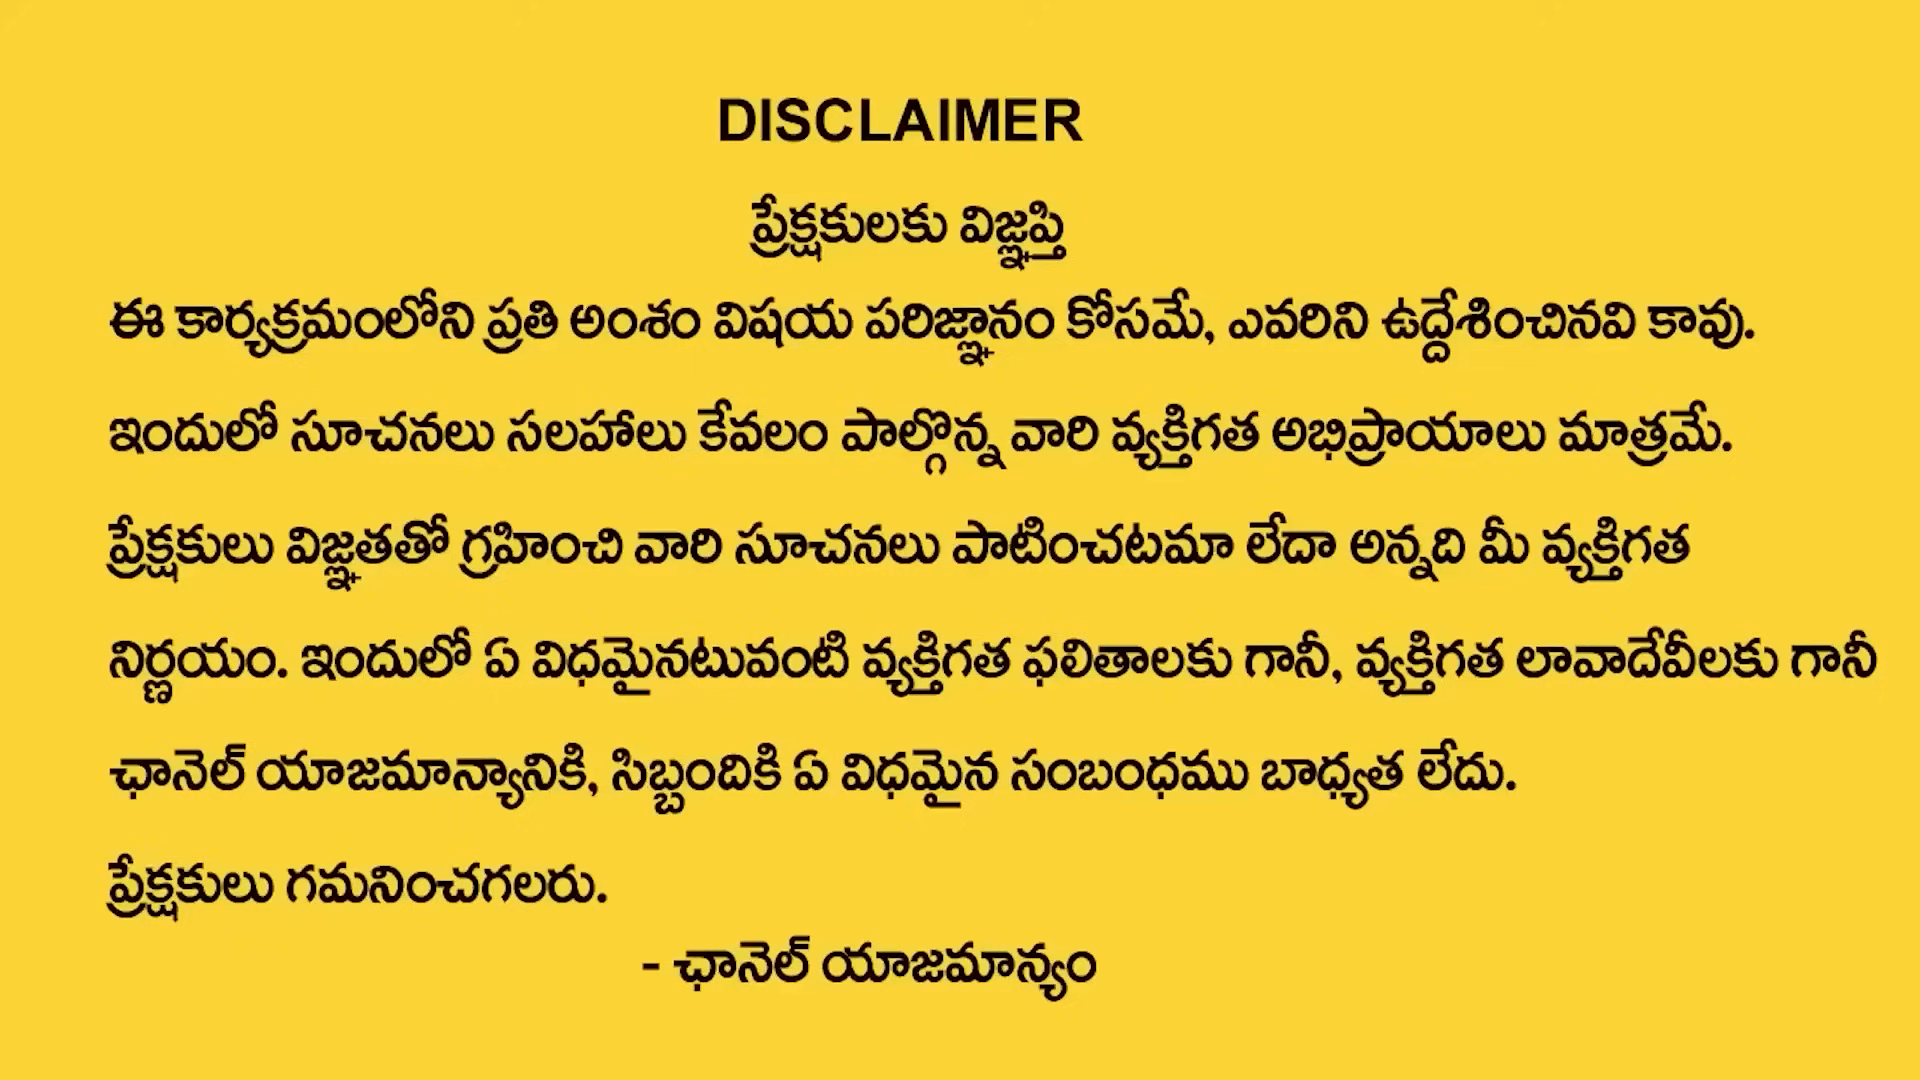 DISCLAIMER
ప్రేక్షకులకు విజ్ఞప్తి
ఈ కార్యక్రమంలోని ప్రతి అంశం విషయ పరిజ్ఞానం కోసమే, ఎవరిని ఉద్దేశించినవి కావు.
ఇందులో సూచనలు సలహాలు కేవలం పాల్గొన్న వారి వ్యక్తిగత అభిప్రాయాలు మాత్రమే.
ప్రేక్షకులు విజ్ఞతతో గ్రహించి వారి సూచనలు పాటించటమా లేదా అన్నది మీ వ్యక్తిగత
నిర్ణయం. ఇందులో ఏ విధమైనటువంటి వ్యక్తిగత ఫలితాలకు గానీ, వ్యక్తిగత లావాదేవీలకు గానీ
ఛానెల్ యాజమాన్యానికి, సిబ్బందికి ఏ విధమైన సంబంధము బాధ్యత లేదు.
ప్రేక్షకులు గమనించగలరు.
- ఛానెల్ యాజమాన్యం